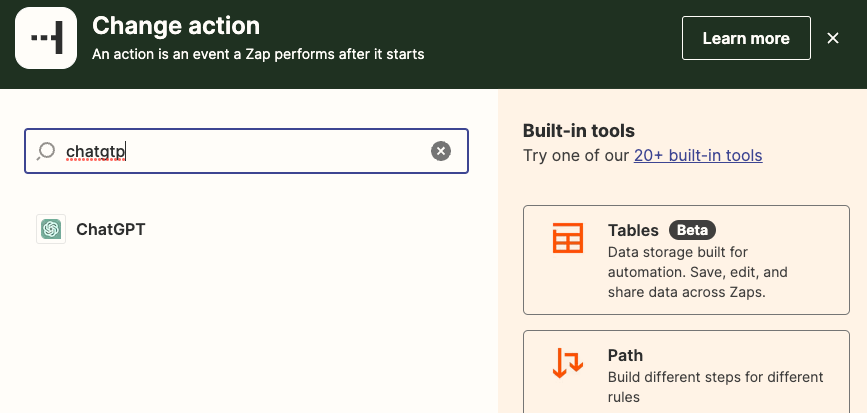 Change action
An action is an event a Zap performs after it starts
Learn more
chatgtp
ChatGPT
Built-in tools
Try one of our 20+ built-in tools
Tables Beta
Data storage built for
automation. Save, edit, and
share data across Zaps.
Path
Build different steps for different
rules